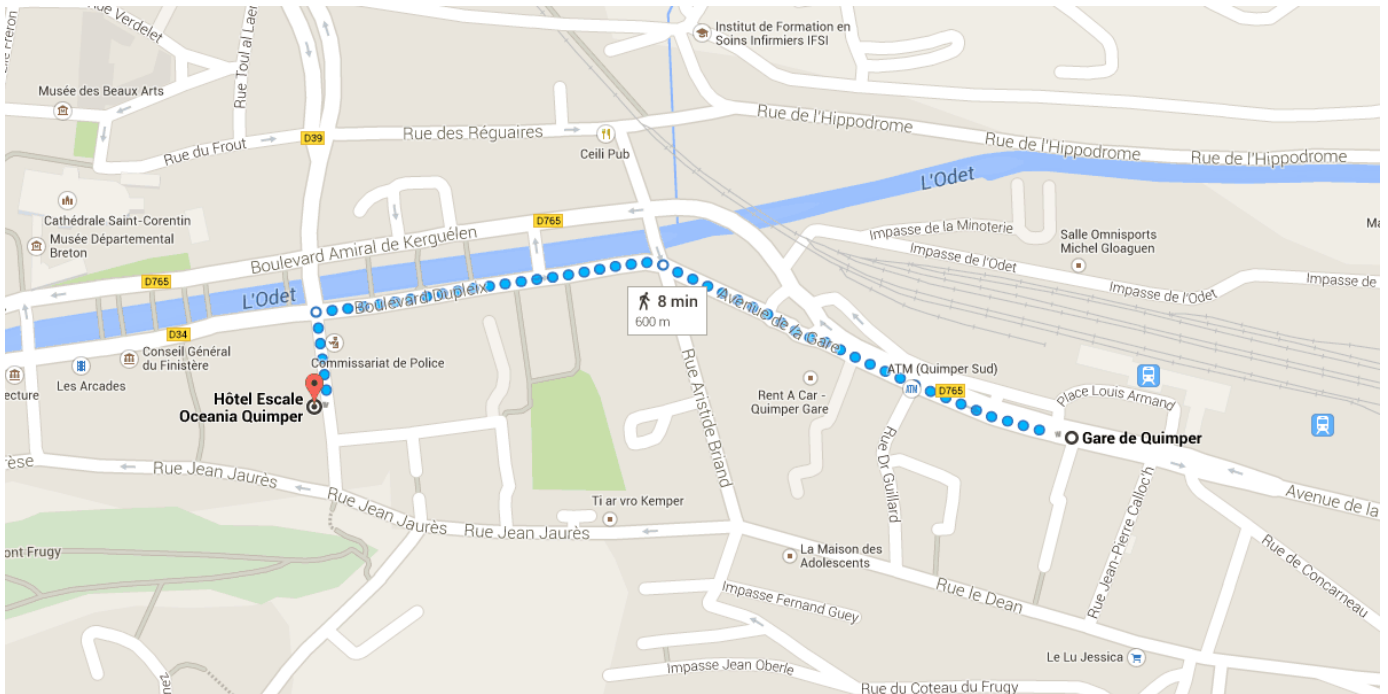 Rue Verdelet
Rue Toul al Laer
Institut de Formation en
Soins Infirmiers IFSI
Musée des Beaux Arts
Rue du Frout
D39
Rue des Réguaires
Ceili Pub
Rue de l'Hippodrome
Rue de l'Hippodrome
Rue de l'Hippodrome
L'Odet
Cathédrale Saint-Corentin
Musée Départemental
Breton
Boulevard Amiral de Kerguélen
D765
D765
Impasse de la Minoterie
Impasse de l'Odet
Impasse de l'Odet
Impasse de
Salle Omnisports
Michel Gloaguen
L'Odet
Boulevard Dupleix
8 min
600 m
Avenue de la Gare
D34
Conseil Général
du Finistère
Les Arcades
ecture
Commissariat de Police
Hôtel Escale
Oceania Quimper
Rue Aristide Briand
Rent A Car -
Quimper Gare
ATM (Quimper Sud)
ATM
D765
Place Louis Armand
Gare de Quimper
Rue Dr Guillard
Rue Jean-Pierre Calloc'h
Avenue de la
Rue de Concarneau
rèse
Rue Jean Jaurès
Rue Jean Jaurès
Rue Jean Jaurès
Ti ar vro Kemper
ont Frugy
La Maison des
Adolescents
Rue le Dean
Impasse Fernand Guey
Impasse Jean Oberle
Le Lu Jessica
Rue du Coteau du Frugy